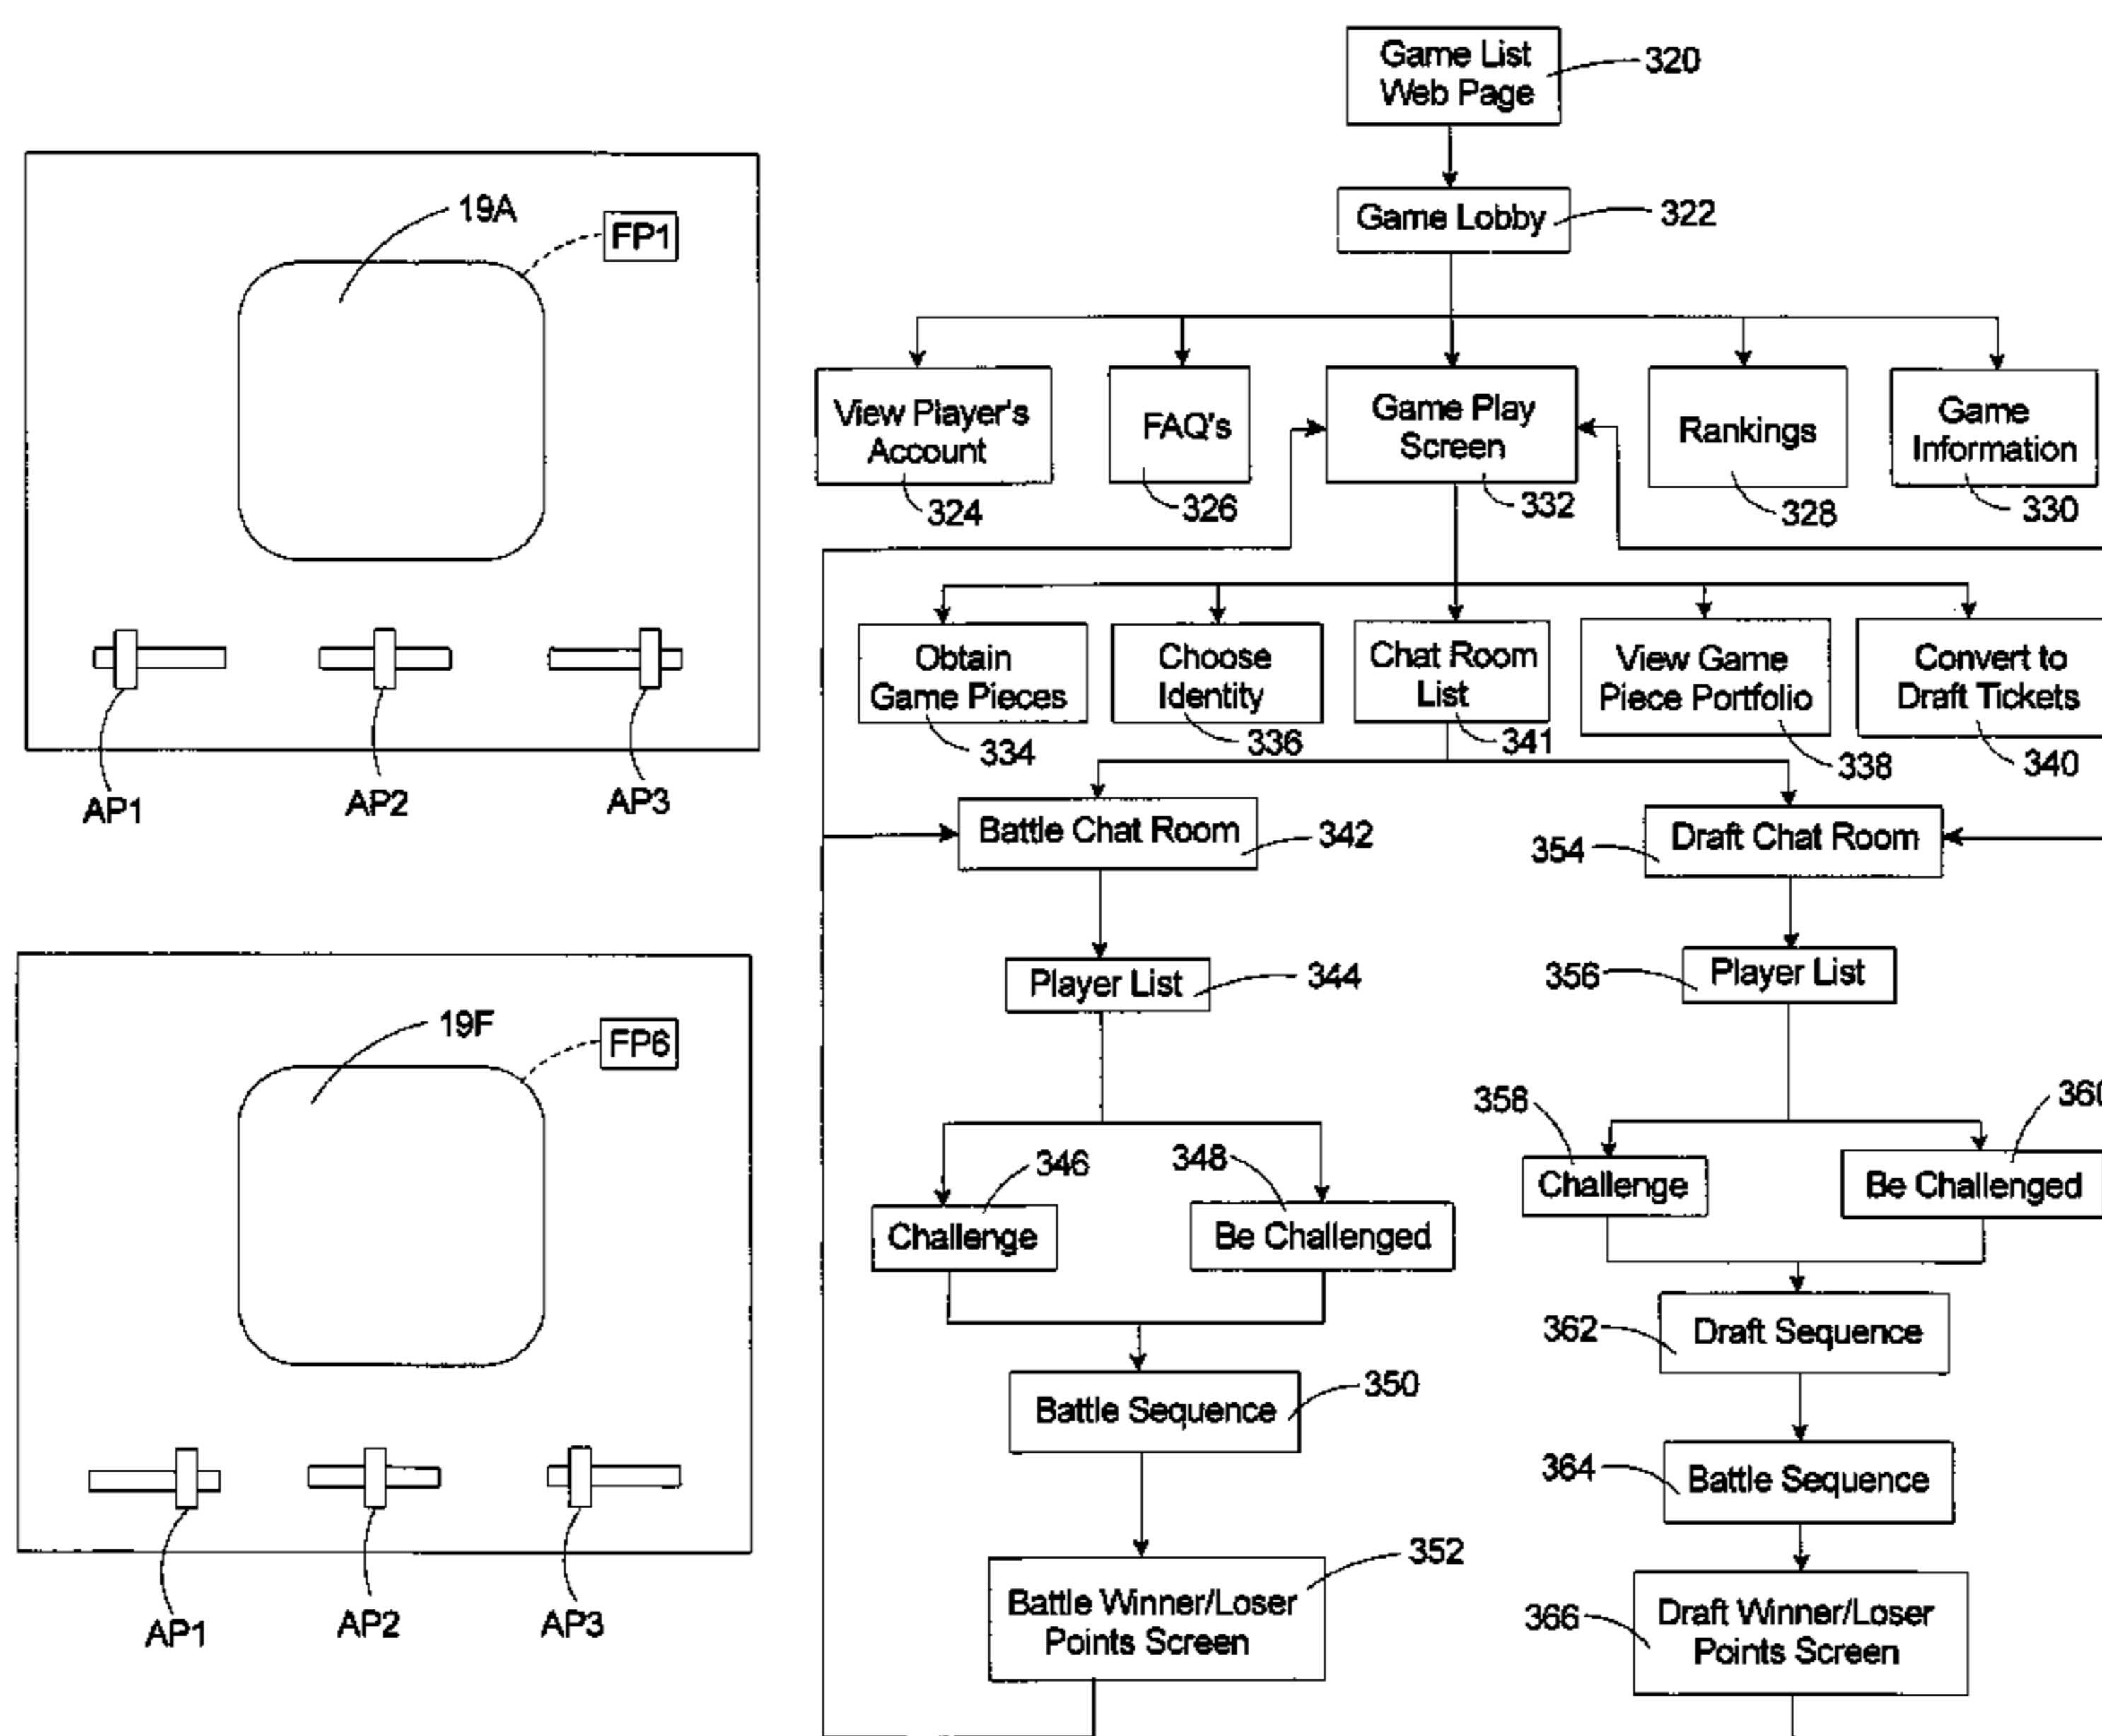 19A
FP1
AP1
AP2
AP3
19F
FP6
AP1
AP2
AP3
Game List
Web Page
320
Game Lobby
322
View Player's
Account
324
FAQ's
326
Game Play
Screen
332
Rankings
328
Game
Information
330
Obtain
Game Pieces
334
Choose
Identity
336
Chat Room
List
341
View Game
Piece Portfolio
338
Convert to
Draft Tickets
340
Battle Chat Room
342
354
Draft Chat Room
Player List
344
356
Player List
346
348
Challenge
Be Challenged
358
360
Challenge
Be Challenged
Battle Sequence
350
362
Draft Sequence
364
Battle Sequence
Battle Winner/Loser
Points Screen
352
366
Draft Winner/Loser
Points Screen